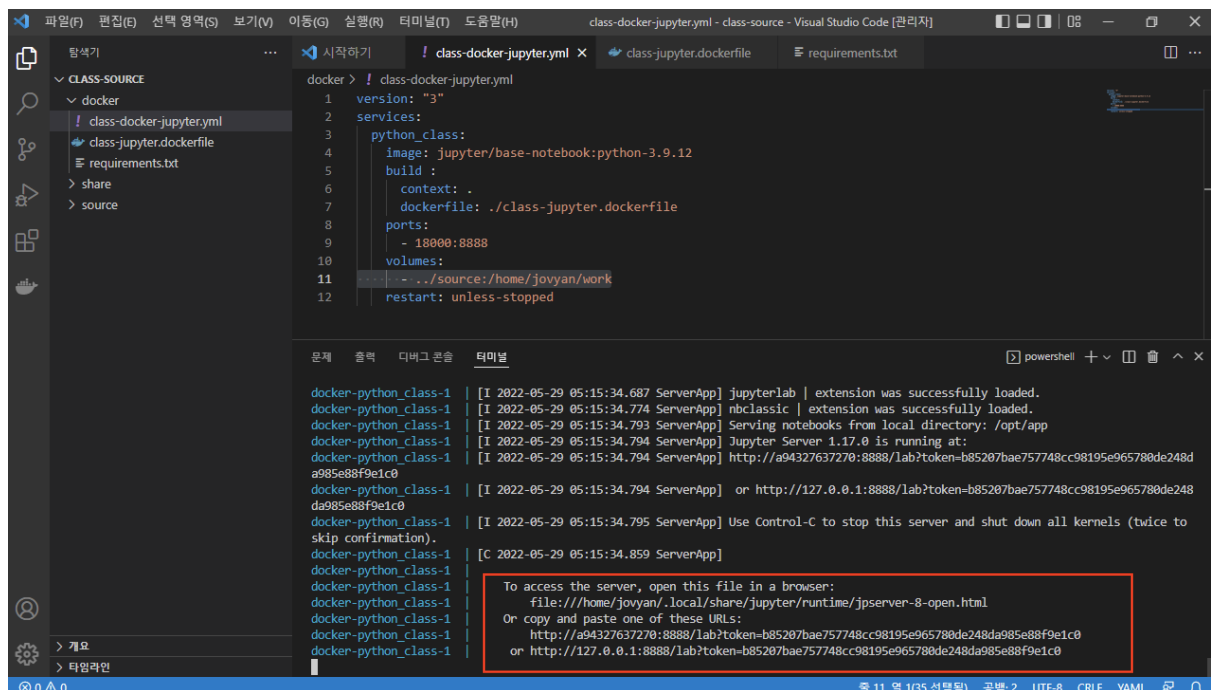 파일(F) 편집(E) 선택 영역(S) 보기(V) 이동(G) 실행(R) 터미널(T) 도움말(H) class-docker-jupyter.yml - class-source - Visual Studio Code [관리자]
탐색기
시작하기 ! class-docker-jupyter.yml class-jupyter.dockerfile requirements.txt
CLASS-SOURCE
docker
! class-docker-jupyter.yml
class-jupyter.dockerfile
requirements.txt
share
source
docker > ! class-docker-jupyter.yml
1 version: "3"
2 services:
3 python_class:
4 image: jupyter/base-notebook:python-3.9.12
5 build :
6 context: .
7 dockerfile: ./class-jupyter.dockerfile
8 ports:
9 - 18000:8888
10 volumes:
11 - ../source:/home/jovyan/work
12 restart: unless-stopped
문제 출력 디버그 콘솔 터미널 powershell
docker-python_class-1 | [I 2022-05-29 05:15:34.687 ServerApp] jupyterlab | extension was successfully loaded.
docker-python_class-1 | [I 2022-05-29 05:15:34.774 ServerApp] nbclassic | extension was successfully loaded.
docker-python_class-1 | [I 2022-05-29 05:15:34.793 ServerApp] Serving notebooks from local directory: /opt/app
docker-python_class-1 | [I 2022-05-29 05:15:34.794 ServerApp] Jupyter Server 1.17.0 is running at:
docker-python_class-1 | [I 2022-05-29 05:15:34.794 ServerApp] http://a94327637270:8888/lab?token=b85207bae757748cc98195e965780de248d
a985e88f9e1c0
docker-python_class-1 | [I 2022-05-29 05:15:34.794 ServerApp] or http://127.0.0.1:8888/lab?token=b85207bae757748cc98195e965780de248
da985e88f9e1c0
docker-python_class-1 | [I 2022-05-29 05:15:34.795 ServerApp] Use Control-C to stop this server and shut down all kernels (twice to
skip confirmation).
docker-python_class-1 | [C 2022-05-29 05:15:34.859 ServerApp]
docker-python_class-1 |
docker-python_class-1 | To access the server, open this file in a browser:
docker-python_class-1 | file:///home/jovyan/.local/share/jupyter/runtime/jpserver-8-open.html
docker-python_class-1 | Or copy and paste one of these URLs:
docker-python_class-1 | http://a94327637270:8888/lab?token=b85207bae757748cc98195e965780de248da985e88f9e1c0
docker-python_class-1 | or http://127.0.0.1:8888/lab?token=b85207bae757748cc98195e965780de248da985e88f9e1c0
개요
타임라인
0 0 줄 11, 열 1(35 선택됨) 공백: 2 UTF-8 CRLF YAML